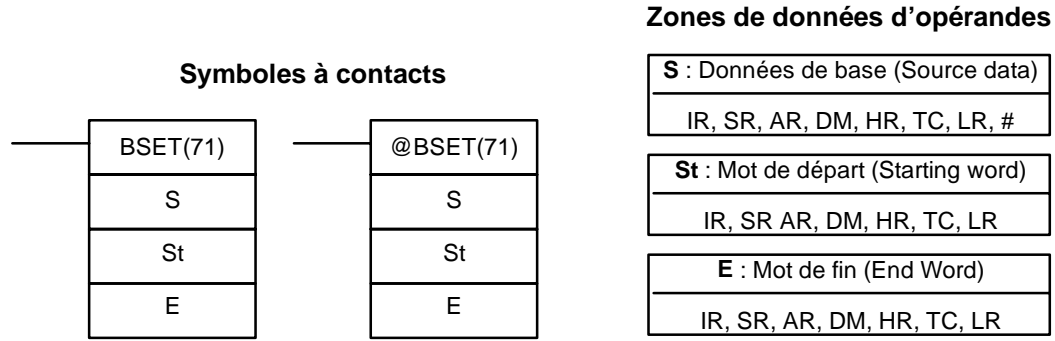 Zones de données d’opérandes
Symboles à contacts
BSET(71)
S
St
E
@BSET(71)
S
St
E
S : Données de base (Source data)
IR, SR, AR, DM, HR, TC, LR, #
St : Mot de départ (Starting word)
IR, SR AR, DM, HR, TC, LR
E : Mot de fin (End Word)
IR, SR, AR, DM, HR, TC, LR